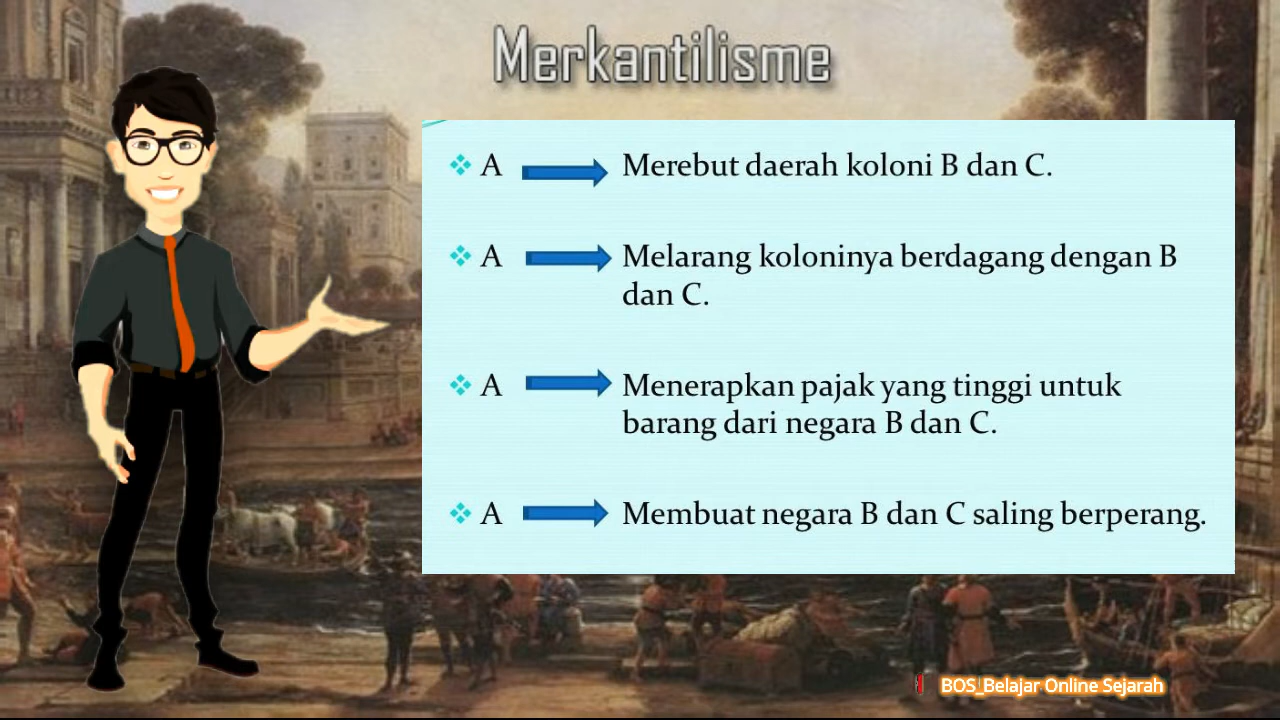 Merkantilisme
❖ A Merebut daerah koloni B dan C.
❖ A Melarang koloninya berdagang dengan B
dan C.
❖ A Menerapkan pajak yang tinggi untuk
barang dari negara B dan C.
❖ A Membuat negara B dan C saling berperang.
BOS_Belajar Online Sejarah